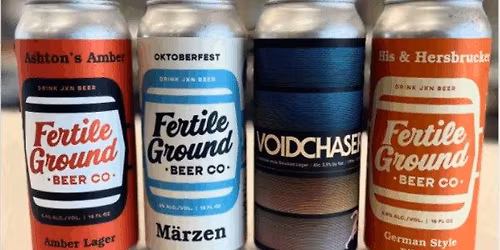 Ashton's Amber
DRINK JXN BEER
Fertile
Ground
BEER CO
Amber Lager
OKTOBERFEST
DRINK JXN BEER
Fertile
Ground
BEER CO
Märzen
VOIDCHASER
His & Hersbrucker
DRINK JXN BEER
Fertile
Ground
BEER CO
German Style